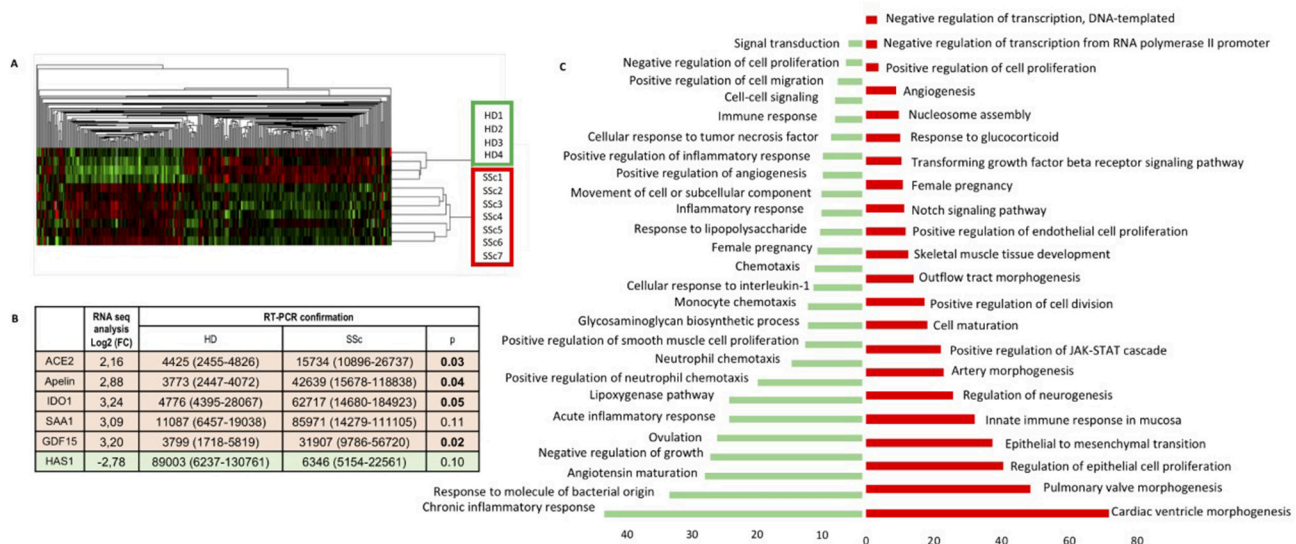 A
HD1
HD2
HD3
HD4
SSc1
SSc2
SSc3
SSc4
SSc5
SSc6
SSc7
B
RNA seq analysis Log2 (FC)
RT-PCR confirmation
HD SSc p
ACE2 2,16 4425 (2455-4826) 15734 (10896-26737) 0.03
Apelin 2,88 3773 (2447-4072) 42639 (15678-118838) 0.04
IDO1 3,24 4776 (4395-28067) 62717 (14680-184923) 0.05
SAA1 3,09 11087 (6457-19038) 85971 (14279-111105) 0.11
GDF15 3,20 3799 (1718-5819) 31907 (9786-56720) 0.02
HAS1 -2,78 89003 (6237-130761) 6346 (5154-22561) 0.10
C
Signal transduction
Negative regulation of cell proliferation
Positive regulation of cell migration
Cell-cell signaling
Immune response
Cellular response to tumor necrosis factor
Positive regulation of inflammatory response
Positive regulation of angiogenesis
Movement of cell or subcellular component
Inflammatory response
Response to lipopolysaccharide
Female pregnancy
Chemotaxis
Cellular response to interleukin-1
Monocyte chemotaxis
Glycosaminoglycan biosynthetic process
Positive regulation of smooth muscle cell proliferation
Neutrophil chemotaxis
Positive regulation of neutrophil chemotaxis
Lipoxygenase pathway
Acute inflammatory response
Ovulation
Negative regulation of growth
Angiotensin maturation
Response to molecule of bacterial origin
Chronic inflammatory response
40 30 20 10
Negative regulation of transcription, DNA-templated
Negative regulation of transcription from RNA polymerase II promoter
Positive regulation of cell proliferation
Angiogenesis
Nucleosome assembly
Response to glucocorticoid
Transforming growth factor beta receptor signaling pathway
Female pregnancy
Notch signaling pathway
Positive regulation of endothelial cell proliferation
Skeletal muscle tissue development
Outflow tract morphogenesis
Positive regulation of cell division
Cell maturation
Positive regulation of JAK-STAT cascade
Artery morphogenesis
Regulation of neurogenesis
Innate immune response in mucosa
Epithelial to mesenchymal transition
Regulation of epithelial cell proliferation
Pulmonary valve morphogenesis
Cardiac ventricle morphogenesis
0 20 40 60 80